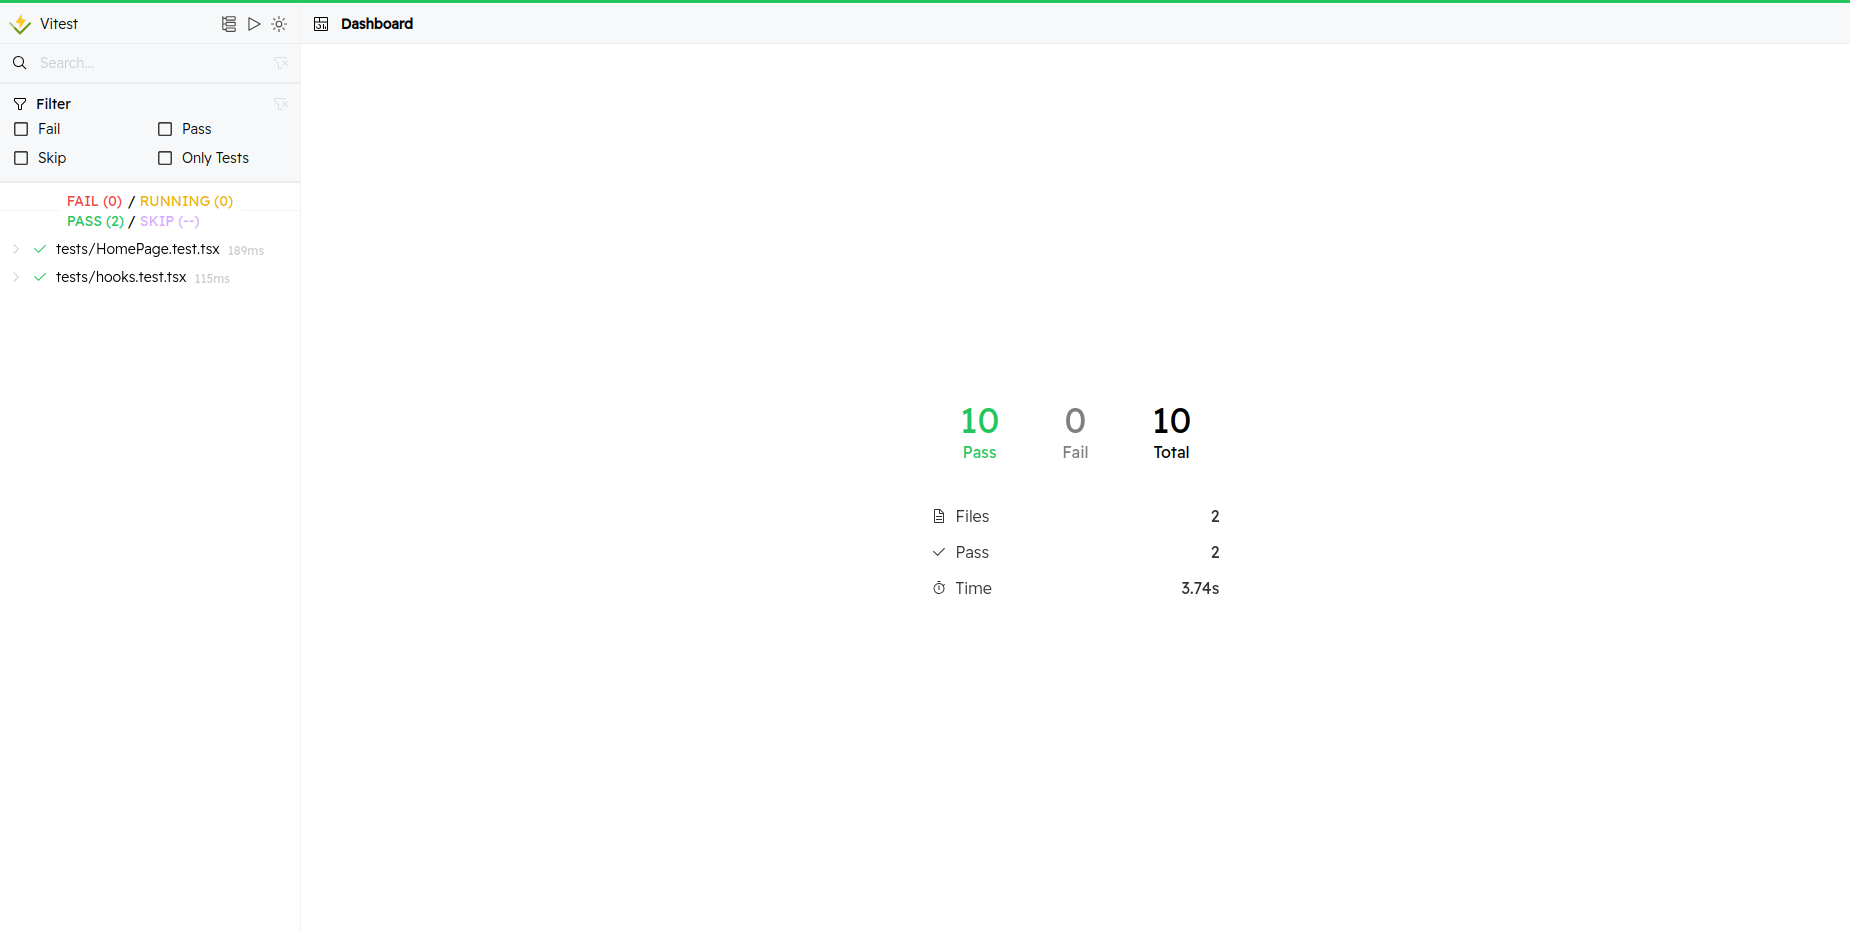 Vitest
Dashboard
Search...
Filter
Fail
Pass
Skip
Only Tests
FAIL (0) / RUNNING (0)
PASS (2) / SKIP (--)
tests/HomePage.test.tsx 189ms
tests/hooks.test.tsx 115ms
10 0 10
Pass Fail Total
Files 2
Pass 2
Time 3.74s